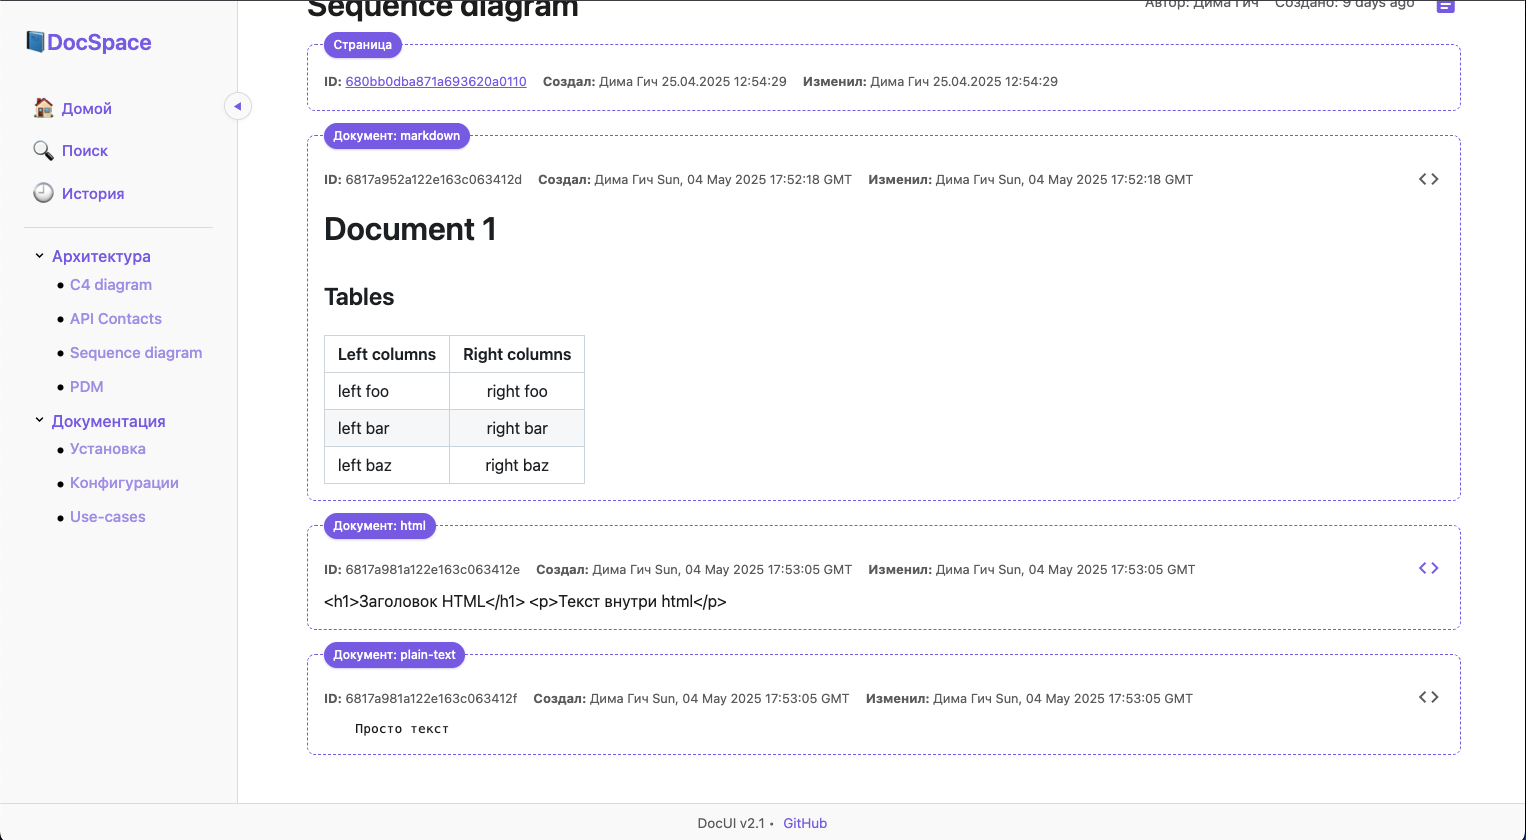 DocSpace
Домой
Поиск
История
Архитектура
C4 diagram
API Contacts
Sequence diagram
PDM
Документация
Установка
Конфигурации
Use-cases
Sequence diagram
Автор: Дима Гич Создано: 9 days ago
Страница
ID: 680bb0dba871a693620a0110 Создал: Дима Гич 25.04.2025 12:54:29 Изменил: Дима Гич 25.04.2025 12:54:29
Документ: markdown
ID: 6817a952a122e163c063412d Создал: Дима Гич Sun, 04 May 2025 17:52:18 GMT Изменил: Дима Гич Sun, 04 May 2025 17:52:18 GMT
Document 1
Tables
Left columns Right columns
left foo right foo
left bar right bar
left baz right baz
Документ: html
ID: 6817a981a122e163c063412e Создал: Дима Гич Sun, 04 May 2025 17:53:05 GMT Изменил: Дима Гич Sun, 04 May 2025 17:53:05 GMT
<h1>Заголовок HTML</h1> <p>Текст внутри html</p>
Документ: plain-text
ID: 6817a981a122e163c063412f Создал: Дима Гич Sun, 04 May 2025 17:53:05 GMT Изменил: Дима Гич Sun, 04 May 2025 17:53:05 GMT
Просто текст
DocUI v2.1 • GitHub